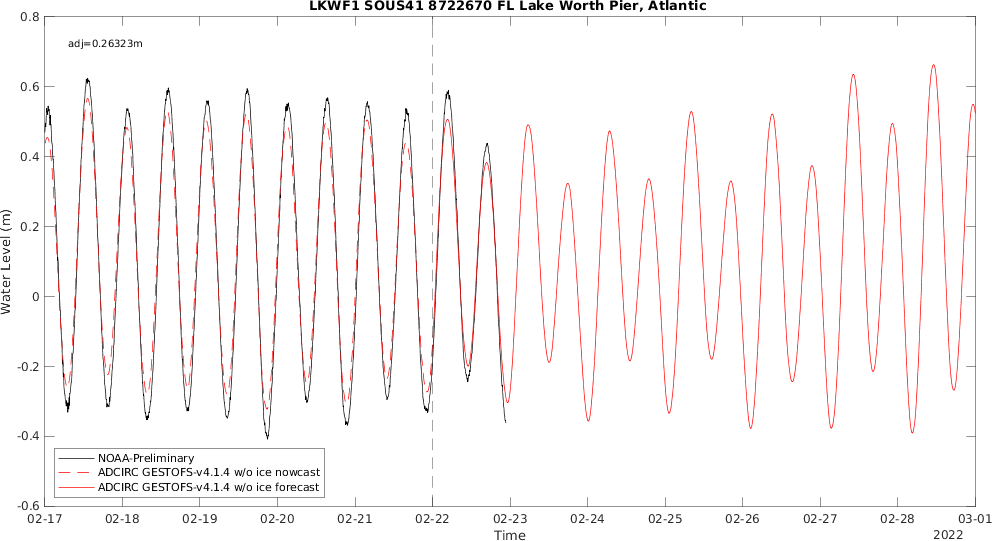 LKWF1 SOUS41 8722670 FL Lake Worth Pier, Atlantic
adj=0.26323m
0.8
0.6
0.4
0.2
0
-0.2
-0.4
-0.6
Water Level (m)
NOAA-Preliminary
ADCIRC GESTOFS-v4.1.4 w/o ice nowcast
ADCIRC GESTOFS-v4.1.4 w/o ice forecast
02-17 02-18 02-19 02-20 02-21 02-22 02-23 02-24 02-25 02-26 02-27 02-28 03-01
Time
2022